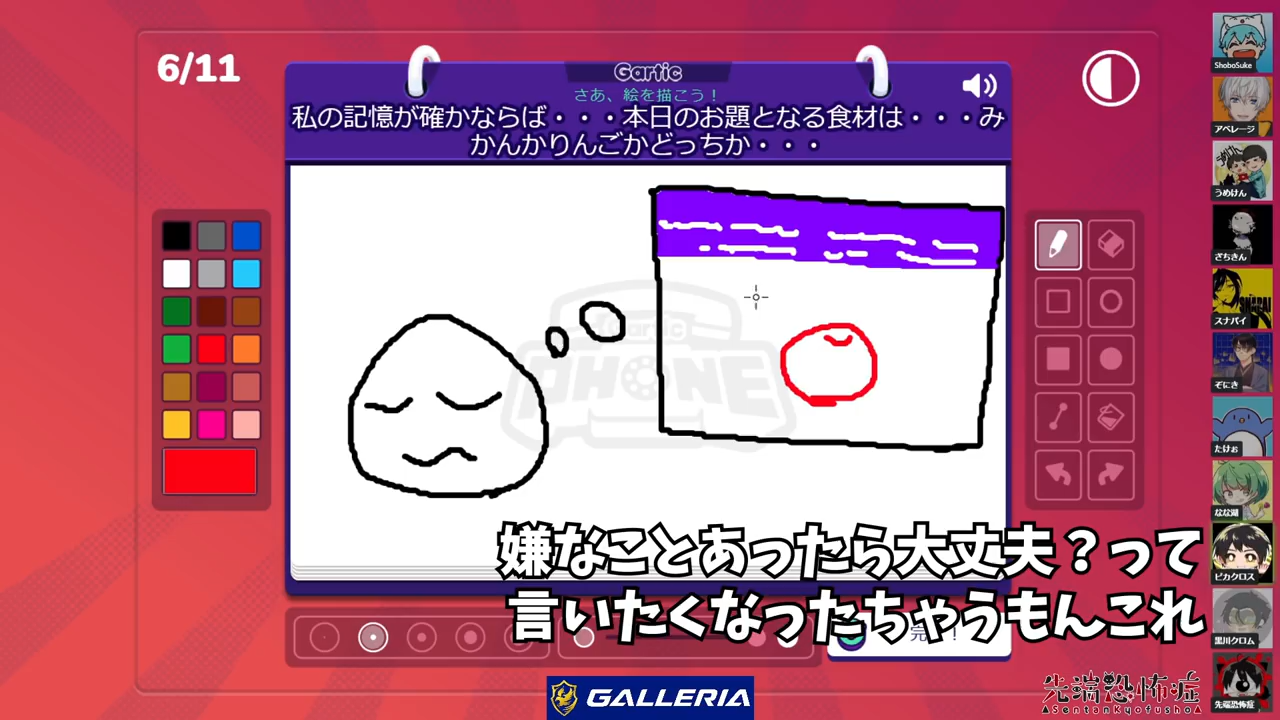 6/11
Gartic
さあ、絵を描こう！
私の記憶が確かならば・・・本日のお題となる食材は・・・み
かんかりんごかどっちか・・・
Gartic
PHONE
嫌なことあったら大丈夫？って
言いたくなったちゃうもんこれ
GALLERIA
先端恐怖症
SentanKyofusho
ShoboSuke
アベレージ
うめけん
さちきん
スナパイ
ぞにき
たけぉ
なな湖
ピカクロス
黒川クロム
先端恐怖症